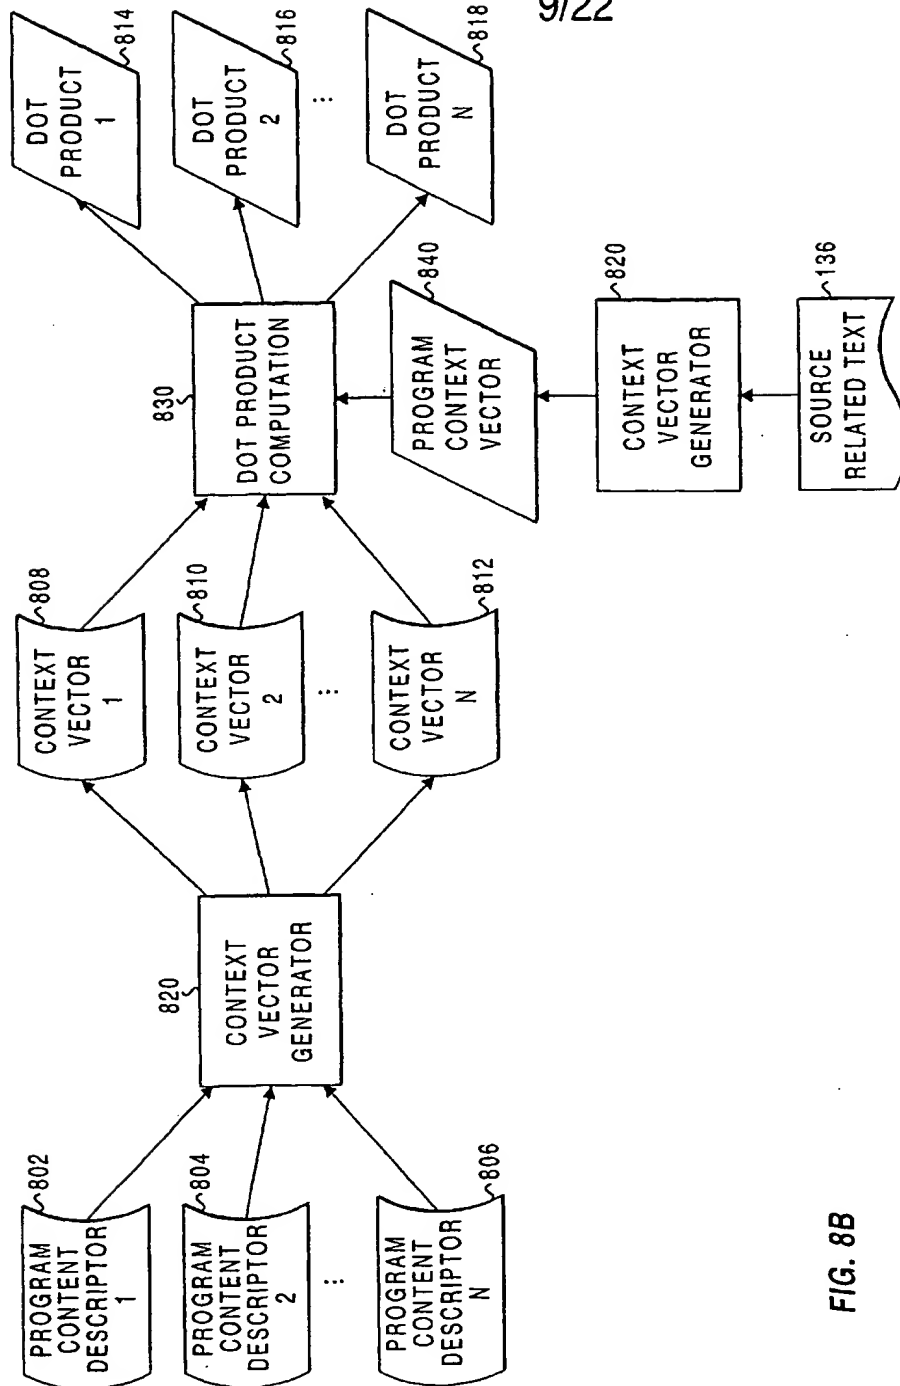 9/22
PROGRAM
CONTENT
DESCRIPTOR
1
802
PROGRAM
CONTENT
DESCRIPTOR
2
804
...
PROGRAM
CONTENT
DESCRIPTOR
N
806
820
CONTEXT
VECTOR
GENERATOR
CONTEXT
VECTOR
1
808
CONTEXT
VECTOR
2
810
...
CONTEXT
VECTOR
N
812
830
DOT PRODUCT
COMPUTATION
DOT
PRODUCT
1
814
DOT
PRODUCT
2
816
...
DOT
PRODUCT
N
818
PROGRAM
CONTEXT
VECTOR
840
CONTEXT
VECTOR
GENERATOR
820
SOURCE
RELATED TEXT
136
FIG. 8B